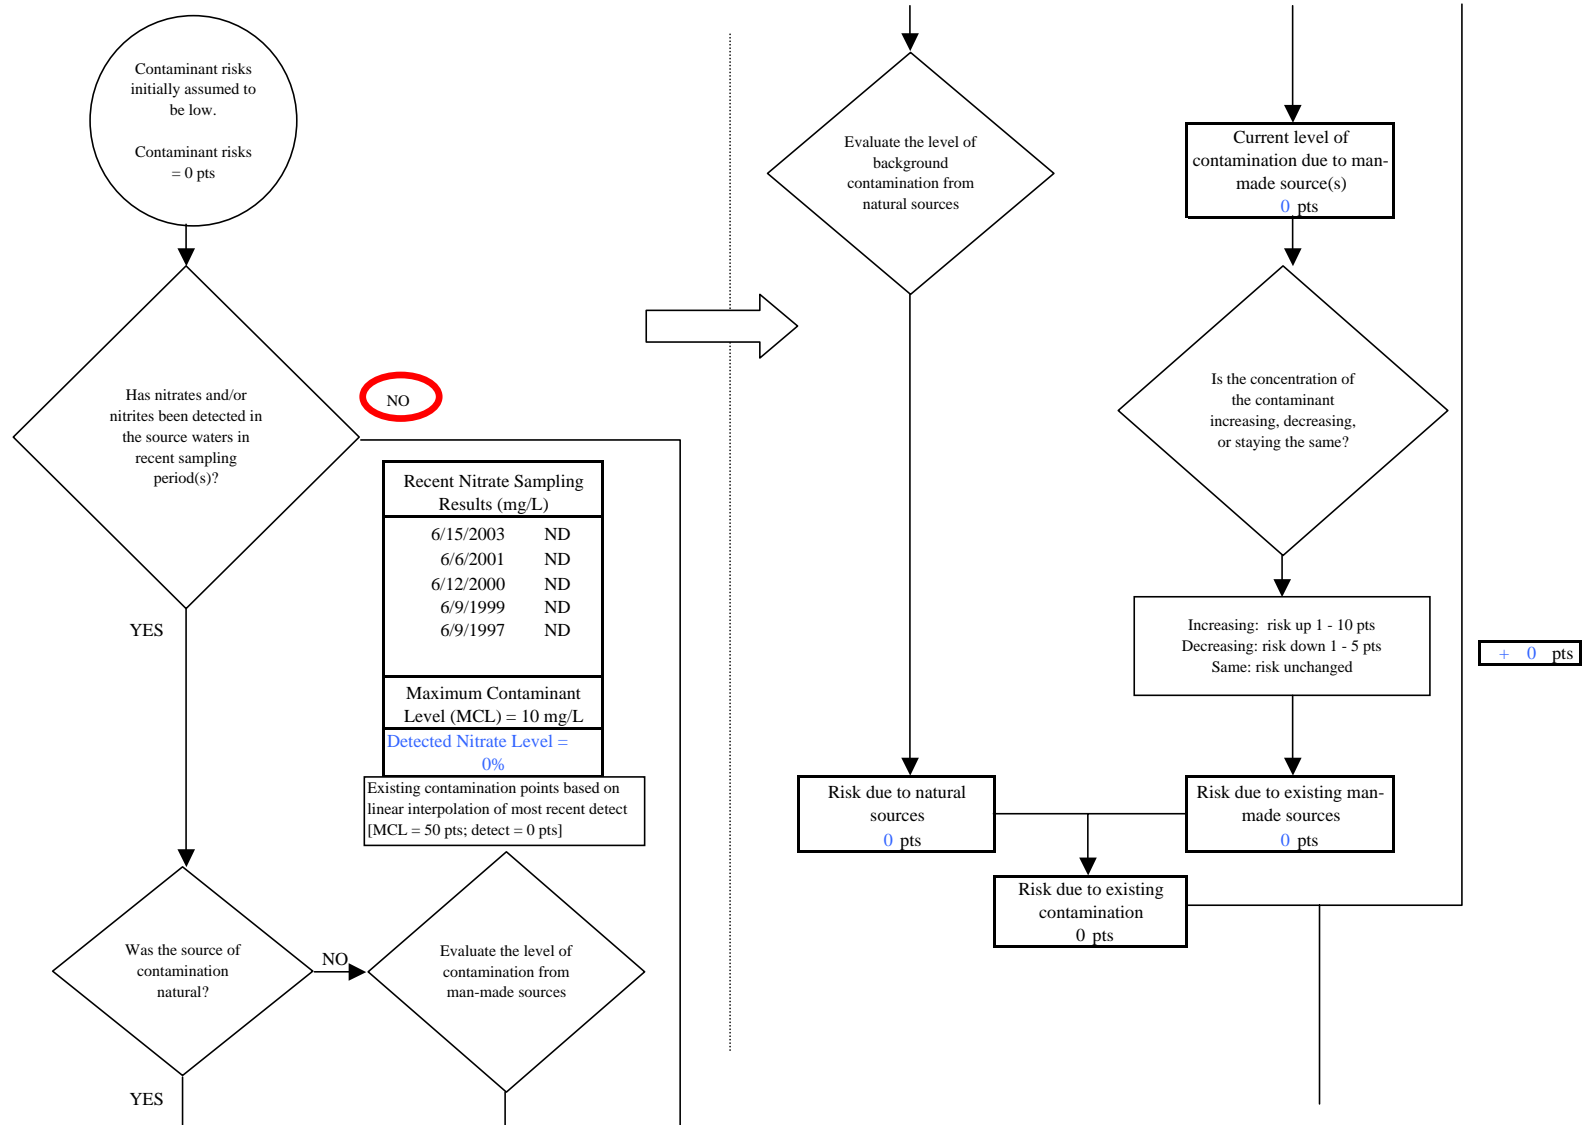 Contaminant risks
initially assumed to
be low.
Contaminant risks
= 0 pts
Has nitrates and/or
nitrites been detected in
the source waters in
recent sampling
period(s)?
NO
YES
Recent Nitrate Sampling
Results (mg/L)
6/15/2003 ND
6/6/2001 ND
6/12/2000 ND
6/9/1999 ND
6/9/1997 ND
Maximum Contaminant
Level (MCL) = 10 mg/L
Detected Nitrate Level =
0%
Existing contamination points based on
linear interpolation of most recent detect
[MCL = 50 pts; detect = 0 pts]
Was the source of
contamination
natural?
NO
YES
Evaluate the level of
contamination from
man-made sources
Evaluate the level of
background
contamination from
natural sources
Current level of
contamination due to man-
made source(s)
0 pts
Is the concentration of
the contaminant
increasing, decreasing,
or staying the same?
Increasing: risk up 1 - 10 pts
Decreasing: risk down 1 - 5 pts
Same: risk unchanged
+ 0 pts
Risk due to natural
sources
0 pts
Risk due to existing man-
made sources
0 pts
Risk due to existing
contamination
0 pts